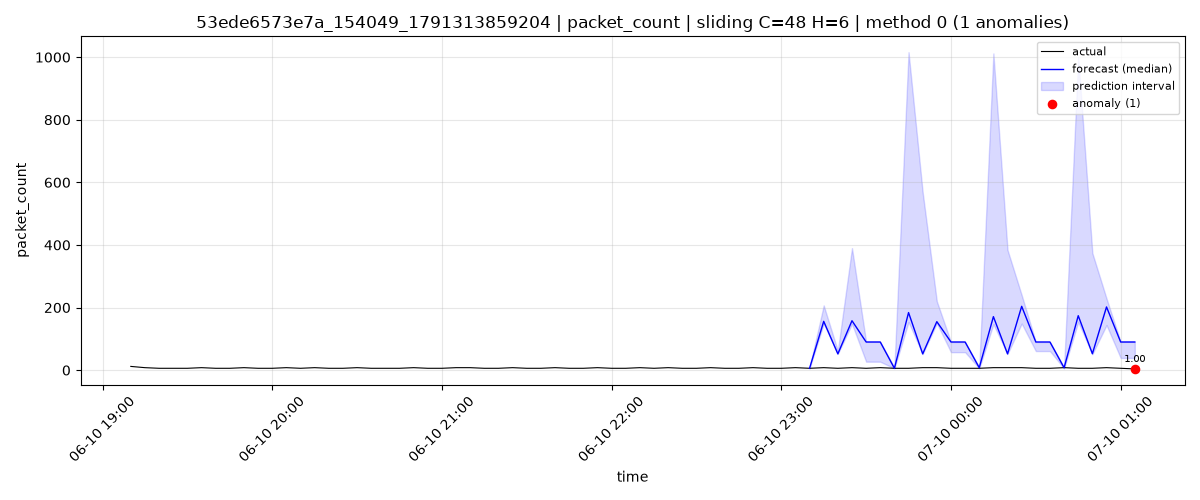 53ede6573e7a_154049_1791313859204 | packet_count | sliding C=48 H=6 | method 0 (1 anomalies)
actual
forecast (median)
prediction interval
anomaly (1)
packet_count
1000
800
600
400
200
0
1.00
06-10 19:00
06-10 20:00
06-10 21:00
06-10 22:00
06-10 23:00
07-10 00:00
07-10 01:00
time